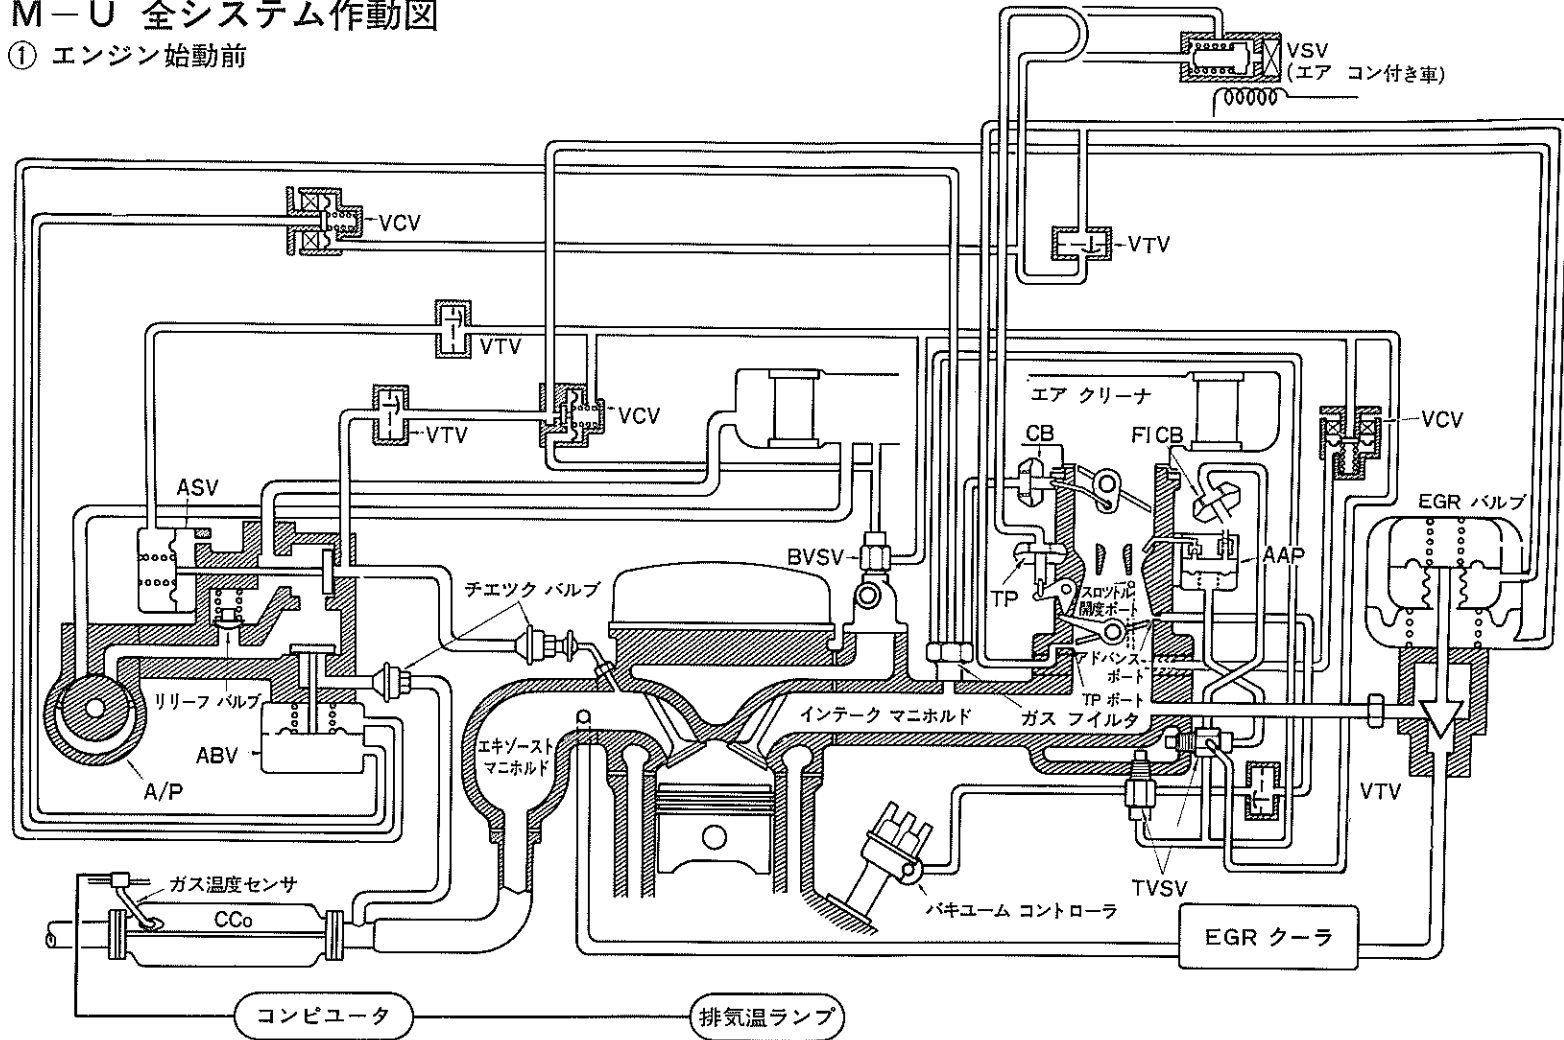 M－U 全システム作動図
① エンジン始動前
VSV
(エア コン付き車)
VCV
VTV
VTV
エア クリーナ
VCV
VTV
CB
FI CB
VCV
ASV
EGR バルブ
BVSV
AAP
チエツク バルブ
TP
スロツトル
開度ポート
アドバンス
ポート
リリーフ バルブ
TP ポート
インテーク マニホルド
ガス フイルタ
エキゾースト
マニホルド
ABV
A/P
VTV
TVSV
ガス温度センサ
CCo
バキユーム コントローラ
EGR クーラ
コンピユータ
排気温ランプ